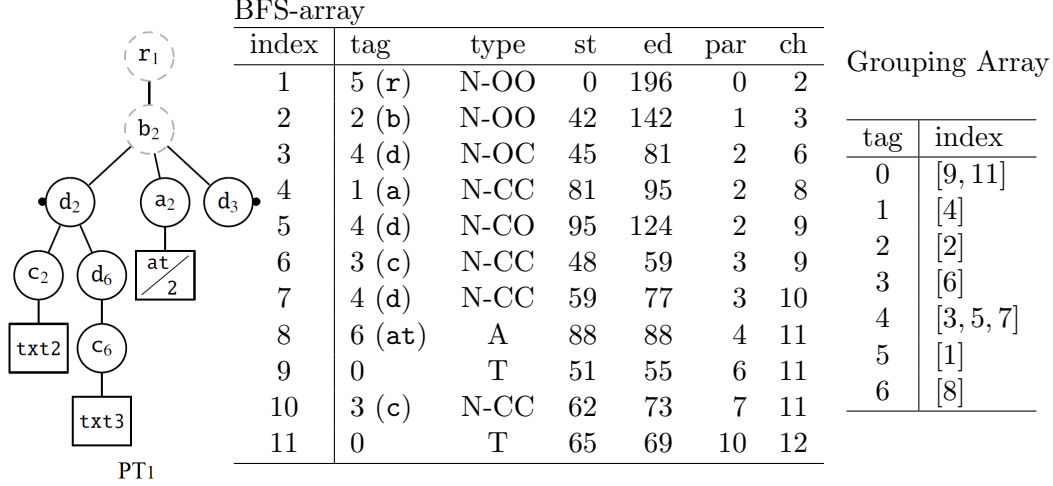 BFS-array
index tag type st ed par ch
1 5 (r) N-OO 0 196 0 2
2 2 (b) N-OO 42 142 1 3
3 4 (d) N-OC 45 81 2 6
4 1 (a) N-CC 81 95 2 8
5 4 (d) N-CO 95 124 2 9
6 3 (c) N-CC 48 59 3 9
7 4 (d) N-CC 59 77 3 10
8 6 (at) A 88 88 4 11
9 0 T 51 55 6 11
10 3 (c) N-CC 62 73 7 11
11 0 T 65 69 10 12
Grouping Array
tag index
0 [9, 11]
1 [4]
2 [2]
3 [6]
4 [3, 5, 7]
5 [1]
6 [8]
r₁
b₂
d₂ a₂ d₃
c₂ d₆ at 2
txt2 c₆
txt3
PT1